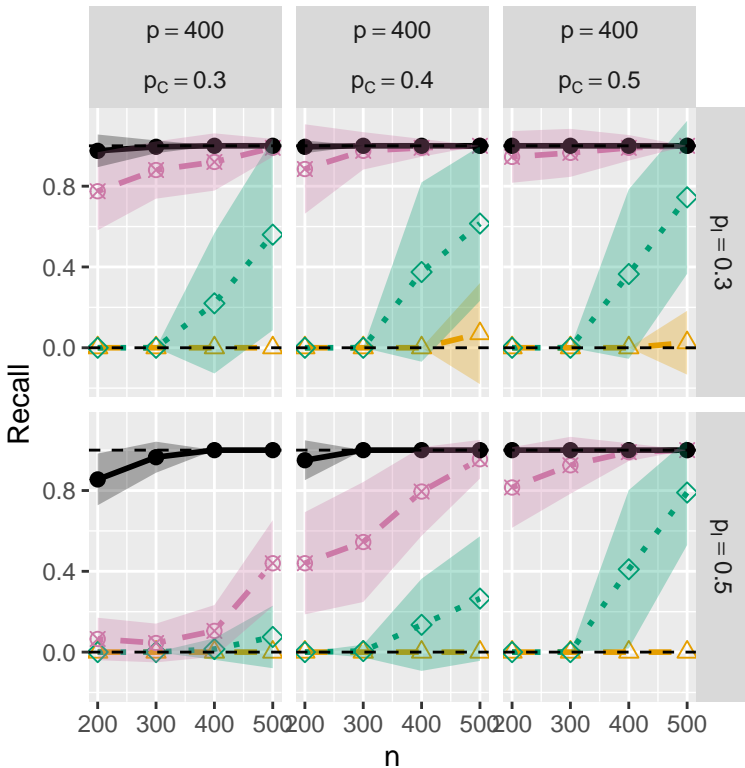 p = 400 p = 400 p = 400
p_C = 0.3 p_C = 0.4 p_C = 0.5
0.8
0.4
0.0
p_I = 0.3
Recall
0.8
0.4
0.0
p_I = 0.5
200 300 400 500 200 300 400 500 200 300 400 500
n